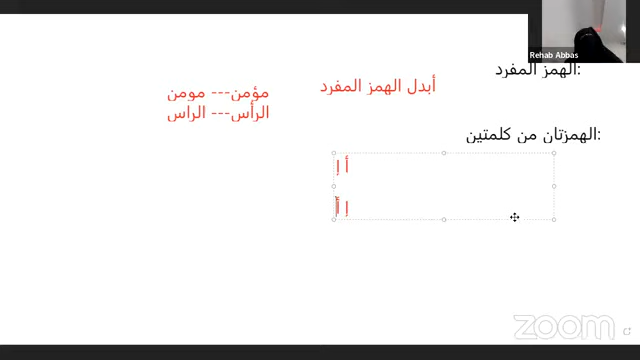 Rehab Abbas
الهمز المفرد:
أبدل الهمز المفرد
مؤمن--- مومن
الرأس--- الراس
الهمزتان من كلمتين:
أ إ
zoom